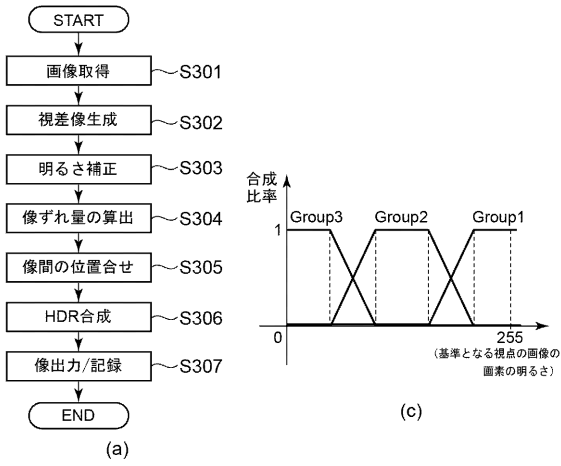 START
画像取得
S301
視差像生成
S302
明るさ補正
S303
像ずれ量の算出
S304
像間の位置合せ
S305
HDR合成
S306
像出力/記録
S307
END
(a)
合成
比率
Group3
Group2
Group1
1
0
255
(基準となる視点の画像の
画素の明るさ)
(c)